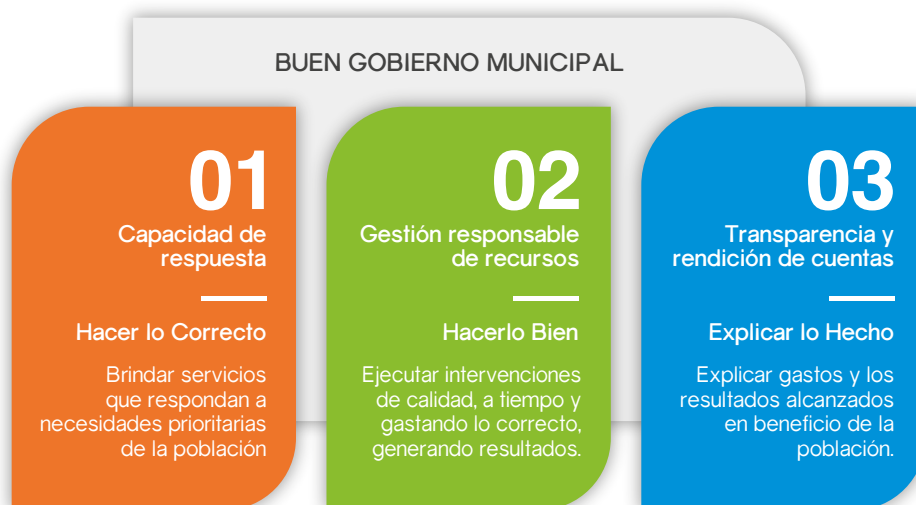 BUEN GOBIERNO MUNICIPAL
01
Capacidad de
respuesta
Hacer lo Correcto
Brindar servicios
que respondan a
necesidades prioritarias
de la población
02
Gestión responsable
de recursos
Hacerlo Bien
Ejecutar intervenciones
de calidad, a tiempo y
gastando lo correcto,
generando resultados.
03
Transparencia y
rendición de cuentas
Explicar lo Hecho
Explicar gastos y los
resultados alcanzados
en beneficio de la
población.